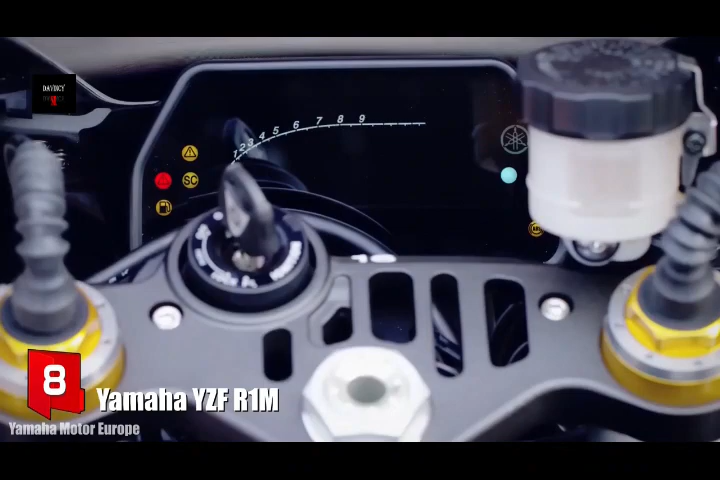 DAVINCY
1 2 3 4 5 6 7 8 9
SC
8
Yamaha YZF R1M
Yamaha Motor Europe